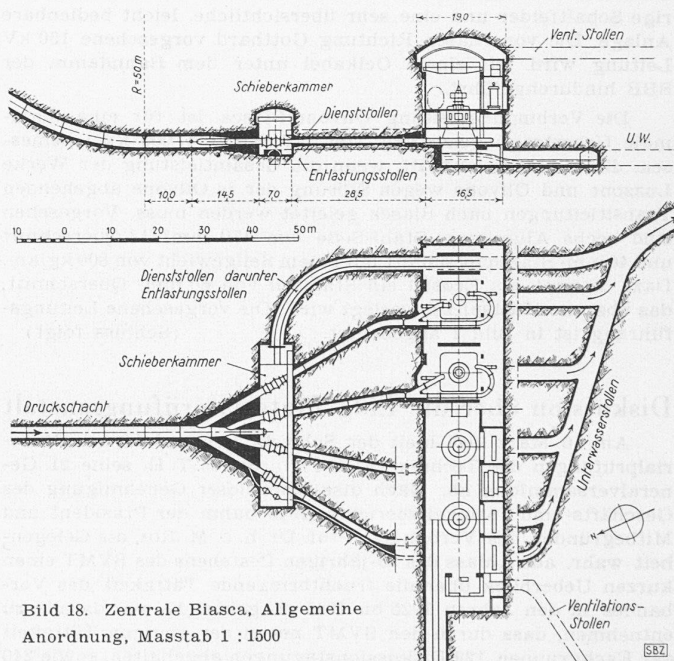 19,0
Vent. Stollen
R = 50m
Schieberkammer
Dienststollen
U.W.
Entlastungsstollen
10,0 14,5 7,0 28,5 16,5
10 0 10 20 30 40 50 m
Dienststollen darunter
Entlastungsstollen
Schieberkammer
Druckschacht
Unterwasserstollen
Ventilations-
Stollen
Bild 18. Zentrale Biasca, Allgemeine
Anordnung, Masstab 1 : 1500
SBZ